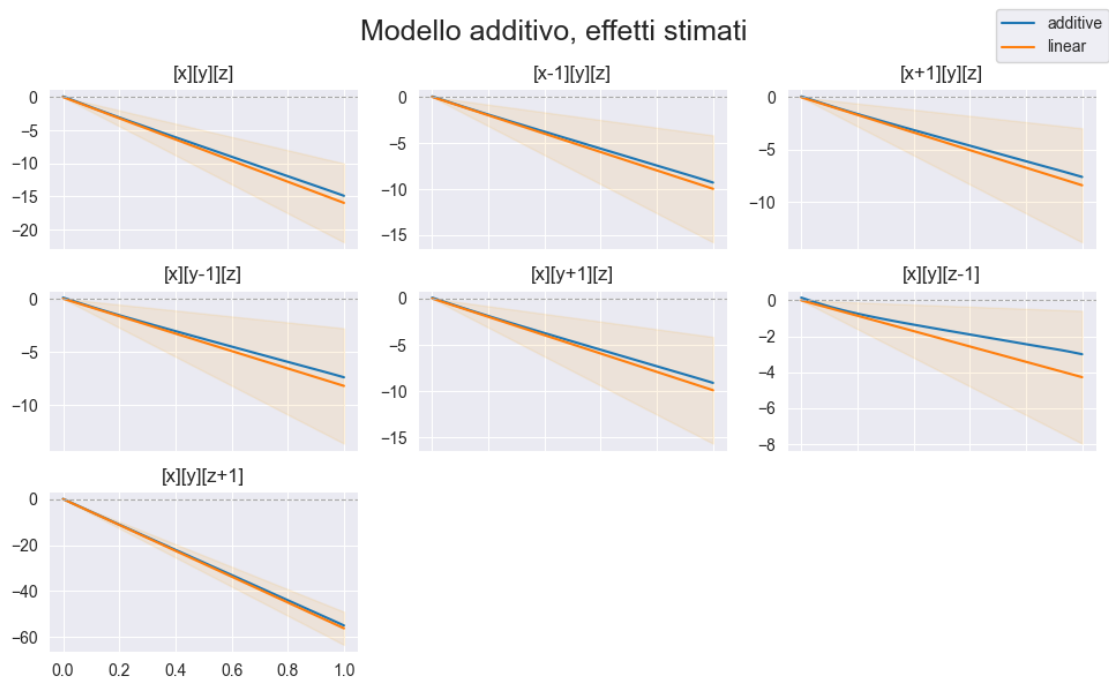 Modello additivo, effetti stimati
additive
linear
[x][y][z]
[x-1][y][z]
[x+1][y][z]
0
−5
−10
−15
−20
0
−5
−10
−15
0
−5
−10
[x][y-1][z]
[x][y+1][z]
[x][y][z-1]
0
−5
−10
0
−5
−10
−15
0
−2
−4
−6
−8
[x][y][z+1]
0
−20
−40
−60
0.0 0.2 0.4 0.6 0.8 1.0